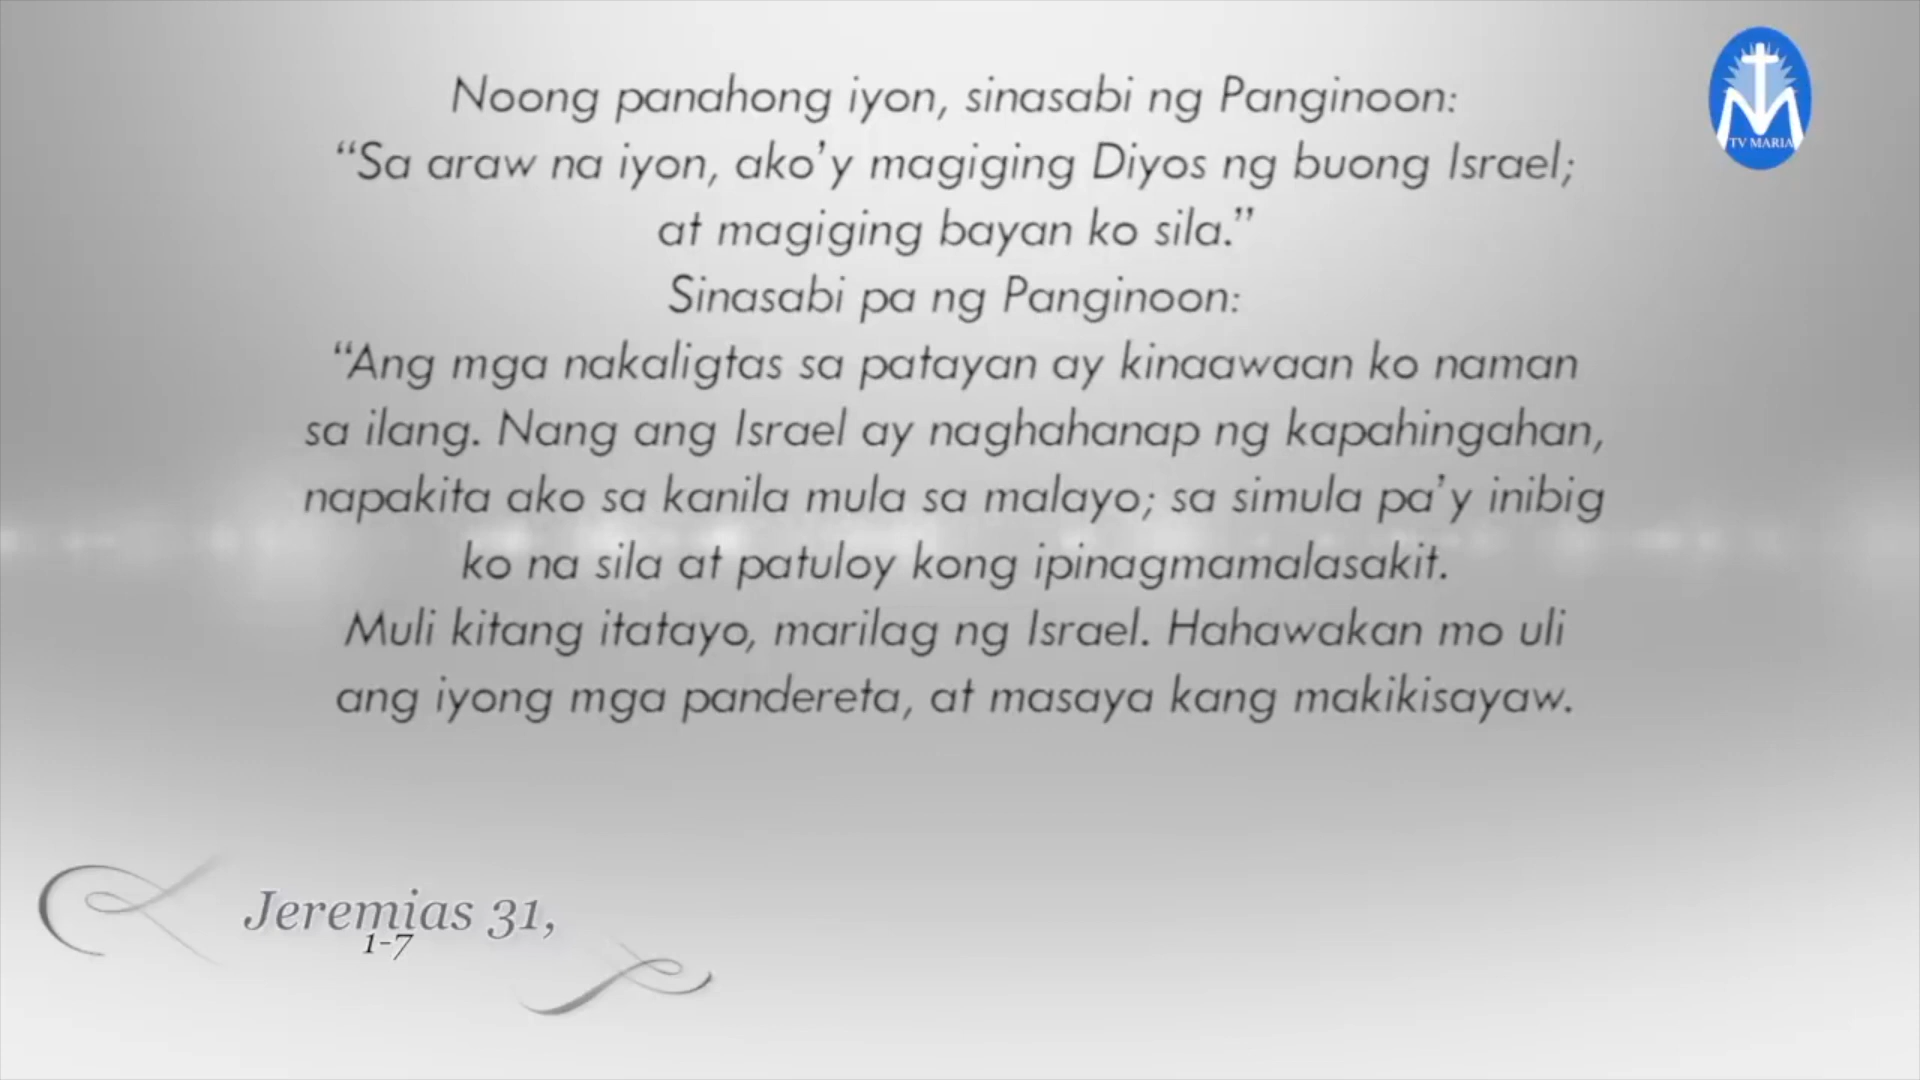 Noong panahong iyon, sinasabi ng Panginoon:
“Sa araw na iyon, ako’y magiging Diyos ng buong Israel;
at magiging bayan ko sila.”
Sinasabi pa ng Panginoon:
“Ang mga nakaligtas sa patayan ay kinaawaan ko naman
sa ilang. Nang ang Israel ay naghahanap ng kapahingahan,
napakita ako sa kanila mula sa malayo; sa simula pa’y inibig
ko na sila at patuloy kong ipinagmamalasakit.
Muli kitang itatayo, marilag ng Israel. Hahawakan mo uli
ang iyong mga pandereta, at masaya kang makikisayaw.
Jeremias 31,
1-7
TV MARIA